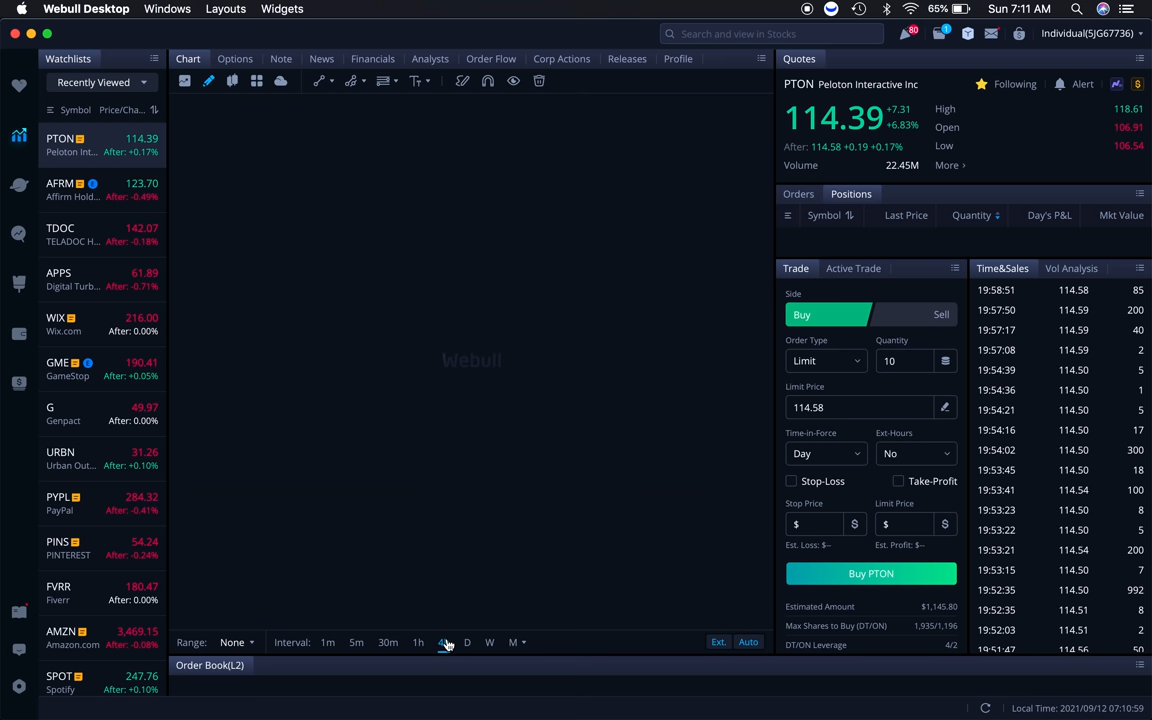 Webull Desktop Windows Layouts Widgets 65% Sun 7:11 AM
Search and view in Stocks 80 1 Individual(5JG67736)
Watchlists
Recently Viewed
Symbol Price/Cha...
PTON 114.39
Peloton Int... After: +0.17%
AFRM E 123.70
Affirm Hold... After: -0.49%
TDOC 142.07
TELADOC H... After: -0.18%
APPS 61.89
Digital Turb... After: -0.71%
WIX 216.00
Wix.com After: 0.00%
GME E 190.41
GameStop After: +0.05%
G 49.97
Genpact After: 0.00%
URBN 31.26
Urban Out... After: +0.10%
PYPL 284.32
PayPal After: -0.41%
PINS 54.24
PINTEREST After: -0.24%
FVRR 180.47
Fiverr After: 0.00%
AMZN 3,469.15
Amazon.com After: -0.08%
SPOT 247.76
Spotify After: +0.10%
Chart Options Note News Financials Analysts Order Flow Corp Actions Releases Profile
Webull
Range: None Interval: 1m 5m 30m 1h D W M Ext. Auto
Order Book(L2)
Quotes
PTON Peloton Interactive Inc Following Alert
114.39 +7.31 +6.83%
High 118.61
Open 106.91
Low 106.54
After: 114.58 +0.19 +0.17%
Volume 22.45M More
Orders Positions
Symbol Last Price Quantity Day's P&L Mkt Value
Trade Active Trade
Side
Buy Sell
Order Type Quantity
Limit 10
Limit Price
114.58
Time-in-Force Ext-Hours
Day No
Stop-Loss Take-Profit
Stop Price Limit Price
$ $ $ $
Est. Loss: $-- Est. Profit: $--
Buy PTON
Estimated Amount $1,145.80
Max Shares to Buy (DT/ON) 1,935/1,196
DT/ON Leverage 4/2
Time&Sales Vol Analysis
19:58:51 114.58 85
19:57:50 114.59 200
19:57:17 114.59 40
19:57:08 114.59 2
19:54:39 114.50 5
19:54:36 114.50 1
19:54:21 114.50 5
19:54:16 114.50 17
19:54:02 114.50 300
19:53:45 114.50 18
19:53:41 114.54 100
19:53:23 114.50 8
19:53:22 114.50 5
19:53:21 114.54 200
19:53:15 114.50 7
19:52:35 114.50 992
19:52:35 114.51 8
19:52:03 114.51 2
19:51:47 114.56 50
Local Time: 2021/09/12 07:10:59